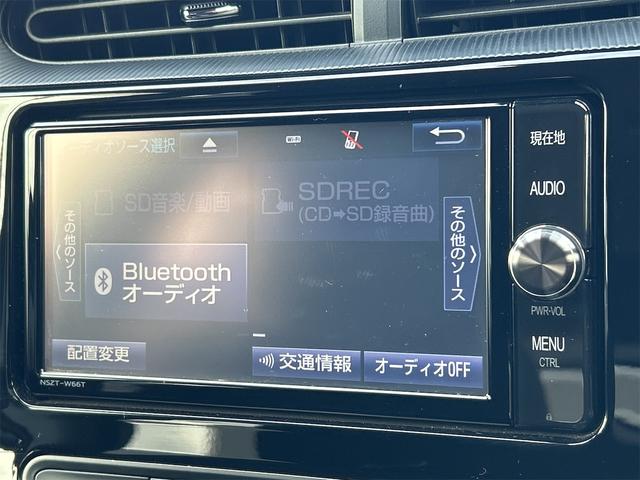 ディオソース選択
Wi-Fi
SD音楽/動画
SDREC
(CD➡SD録音曲)
その他のソース
その他のソース
Bluetooth
オーディオ
配置変更
交通情報
オーディオOFF
NSZT-W66T
現在地
AUDIO
PWR·VOL
MENU
CTRL